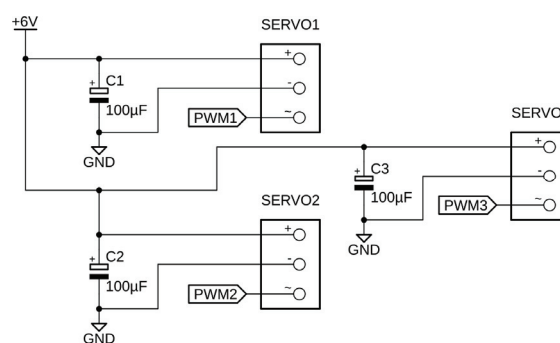 +6V
SERVO1
+
+
C1
-
100µF
~
PWM1
GND
SERVO
+
C3
+
-
100µF
~
PWM3
GND
SERVO2
+
C2
+
-
100µF
~
PWM2
GND